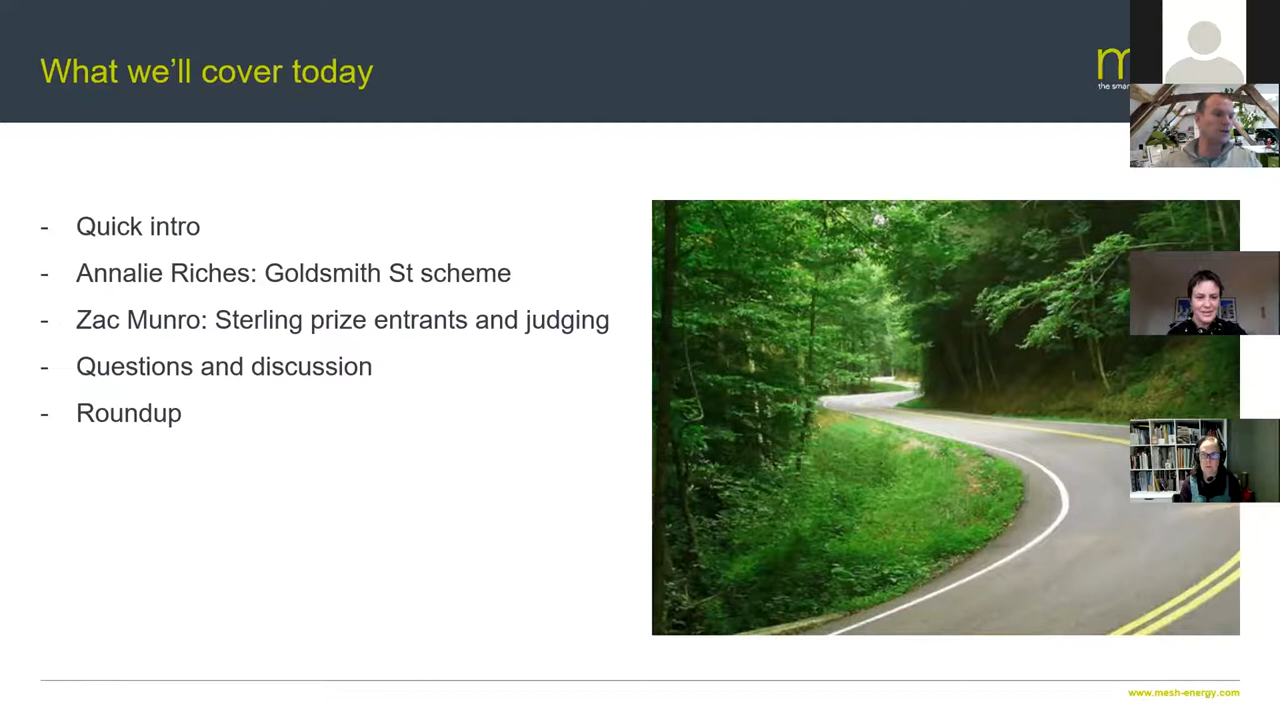 What we’ll cover today
- Quick intro
- Annalie Riches: Goldsmith St scheme
- Zac Munro: Sterling prize entrants and judging
- Questions and discussion
- Roundup
www.mesh-energy.com